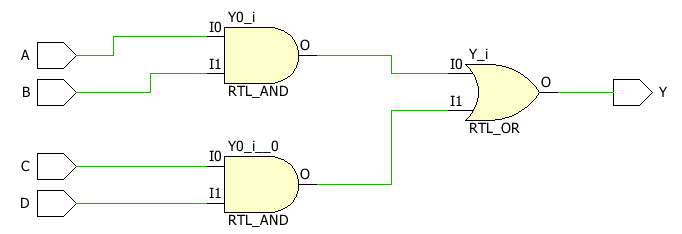 Y0_i
I0
A
O
Y_i
I1
I0
B
RTL_AND
O
Y
I1
Y0_i__0
RTL_OR
I0
C
O
I1
D
RTL_AND